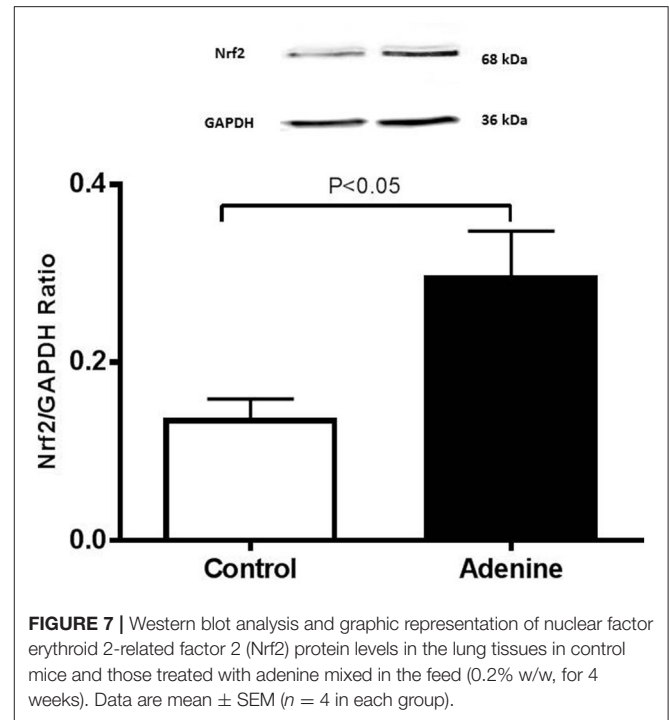 Nrf2 68 kDa
GAPDH 36 kDa
P<0.05
0.4
0.2
0.0
Nrf2/GAPDH Ratio
Control Adenine
FIGURE 7 | Western blot analysis and graphic representation of nuclear factor
erythroid 2-related factor 2 (Nrf2) protein levels in the lung tissues in control
mice and those treated with adenine mixed in the feed (0.2% w/w, for 4
weeks). Data are mean ± SEM (n = 4 in each group).